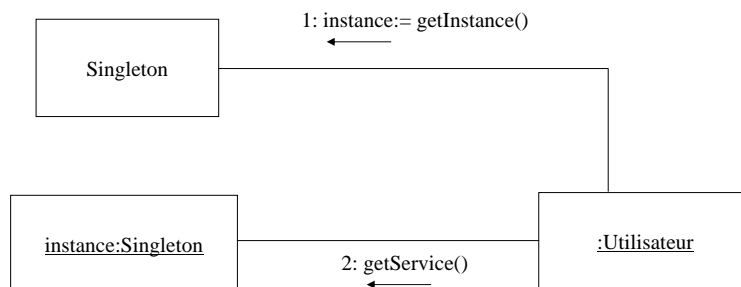 1: instance:= getInstance()
Singleton
instance:Singleton
:Utilisateur
2: getService()